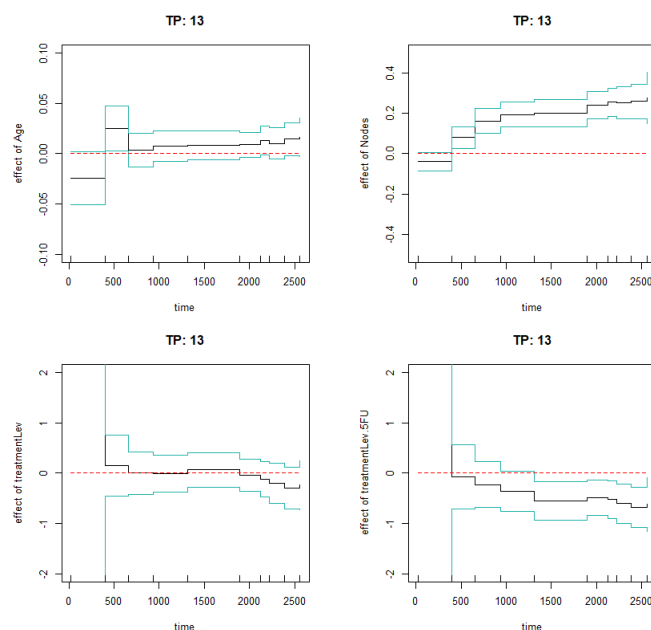 TP: 13
effect of Age
0.10
0.05
0.00
-0.05
-0.10
0 500 1000 1500 2000 2500
time
TP: 13
effect of Nodes
0.4
0.2
0.0
-0.2
-0.4
0 500 1000 1500 2000 2500
time
TP: 13
effect of treatmentLev
2
1
0
-1
-2
0 500 1000 1500 2000 2500
time
TP: 13
effect of treatmentLev.5FU
2
1
0
-1
-2
0 500 1000 1500 2000 2500
time